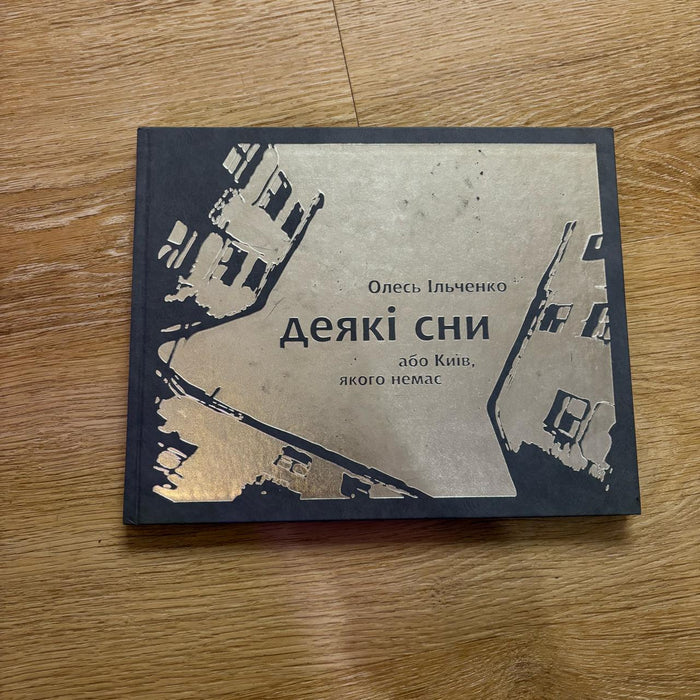 Олесь Ільченко
деякі сни
або Київ,
якого немає